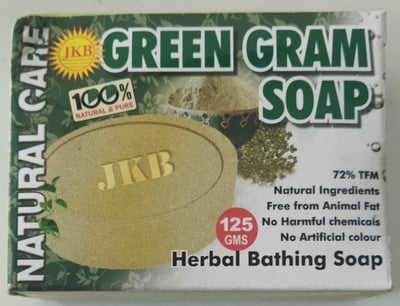 NATURAL CARE
JKB
GREEN GRAM
SOAP
100%
NATURAL & PURE
JKB
72% TFM
Natural Ingredients
Free from Animal Fat
No Harmful chemicals
No Artificial colour
125
GMS
Herbal Bathing Soap